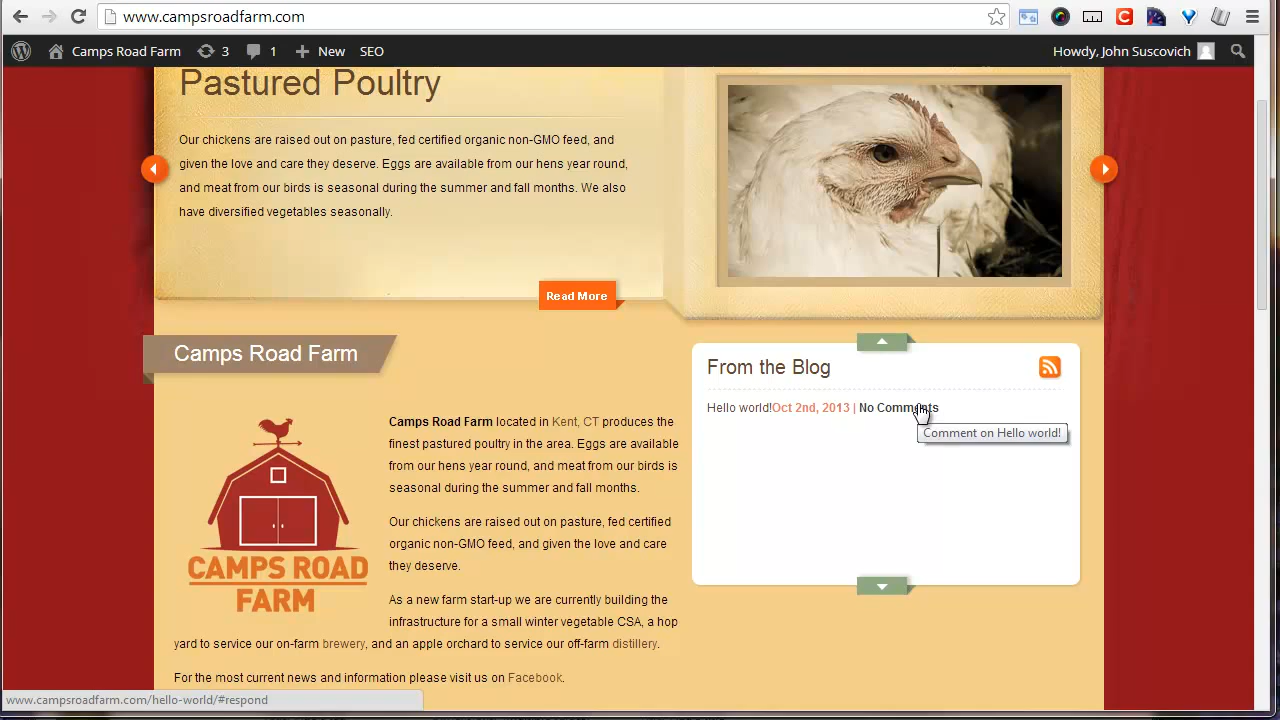 www.campsroadfarm.com
Camps Road Farm 3 1 New SEO Howdy, John Suscovich
Pastured Poultry
Our chickens are raised out on pasture, fed certified organic non-GMO feed, and
given the love and care they deserve. Eggs are available from our hens year round,
and meat from our birds is seasonal during the summer and fall months. We also
have diversified vegetables seasonally.
Read More
Camps Road Farm
CAMPS ROAD
FARM
Camps Road Farm located in Kent, CT produces the
finest pastured poultry in the area. Eggs are available
from our hens year round, and meat from our birds is
seasonal during the summer and fall months.
Our chickens are raised out on pasture, fed certified
organic non-GMO feed, and given the love and care
they deserve.
As a new farm start-up we are currently building the
infrastructure for a small winter vegetable CSA, a hop
yard to service our on-farm brewery, and an apple orchard to service our off-farm distillery.
For the most current news and information please visit us on Facebook.
From the Blog
Hello world!Oct 2nd, 2013 | No Comments
Comment on Hello world!
www.campsroadfarm.com/hello-world/#respond